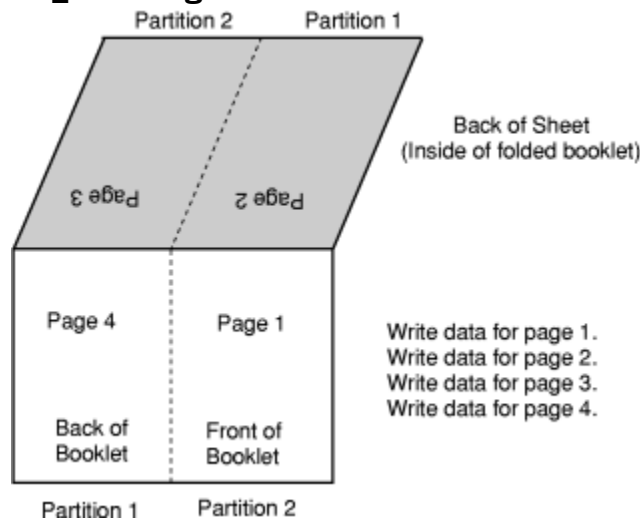 Partition 2
Partition 1
Back of Sheet
(Inside of folded booklet)
Page 3
Page 2
Page 4
Page 1
Write data for page 1.
Write data for page 2.
Write data for page 3.
Write data for page 4.
Back of
Booklet
Front of
Booklet
Partition 1
Partition 2